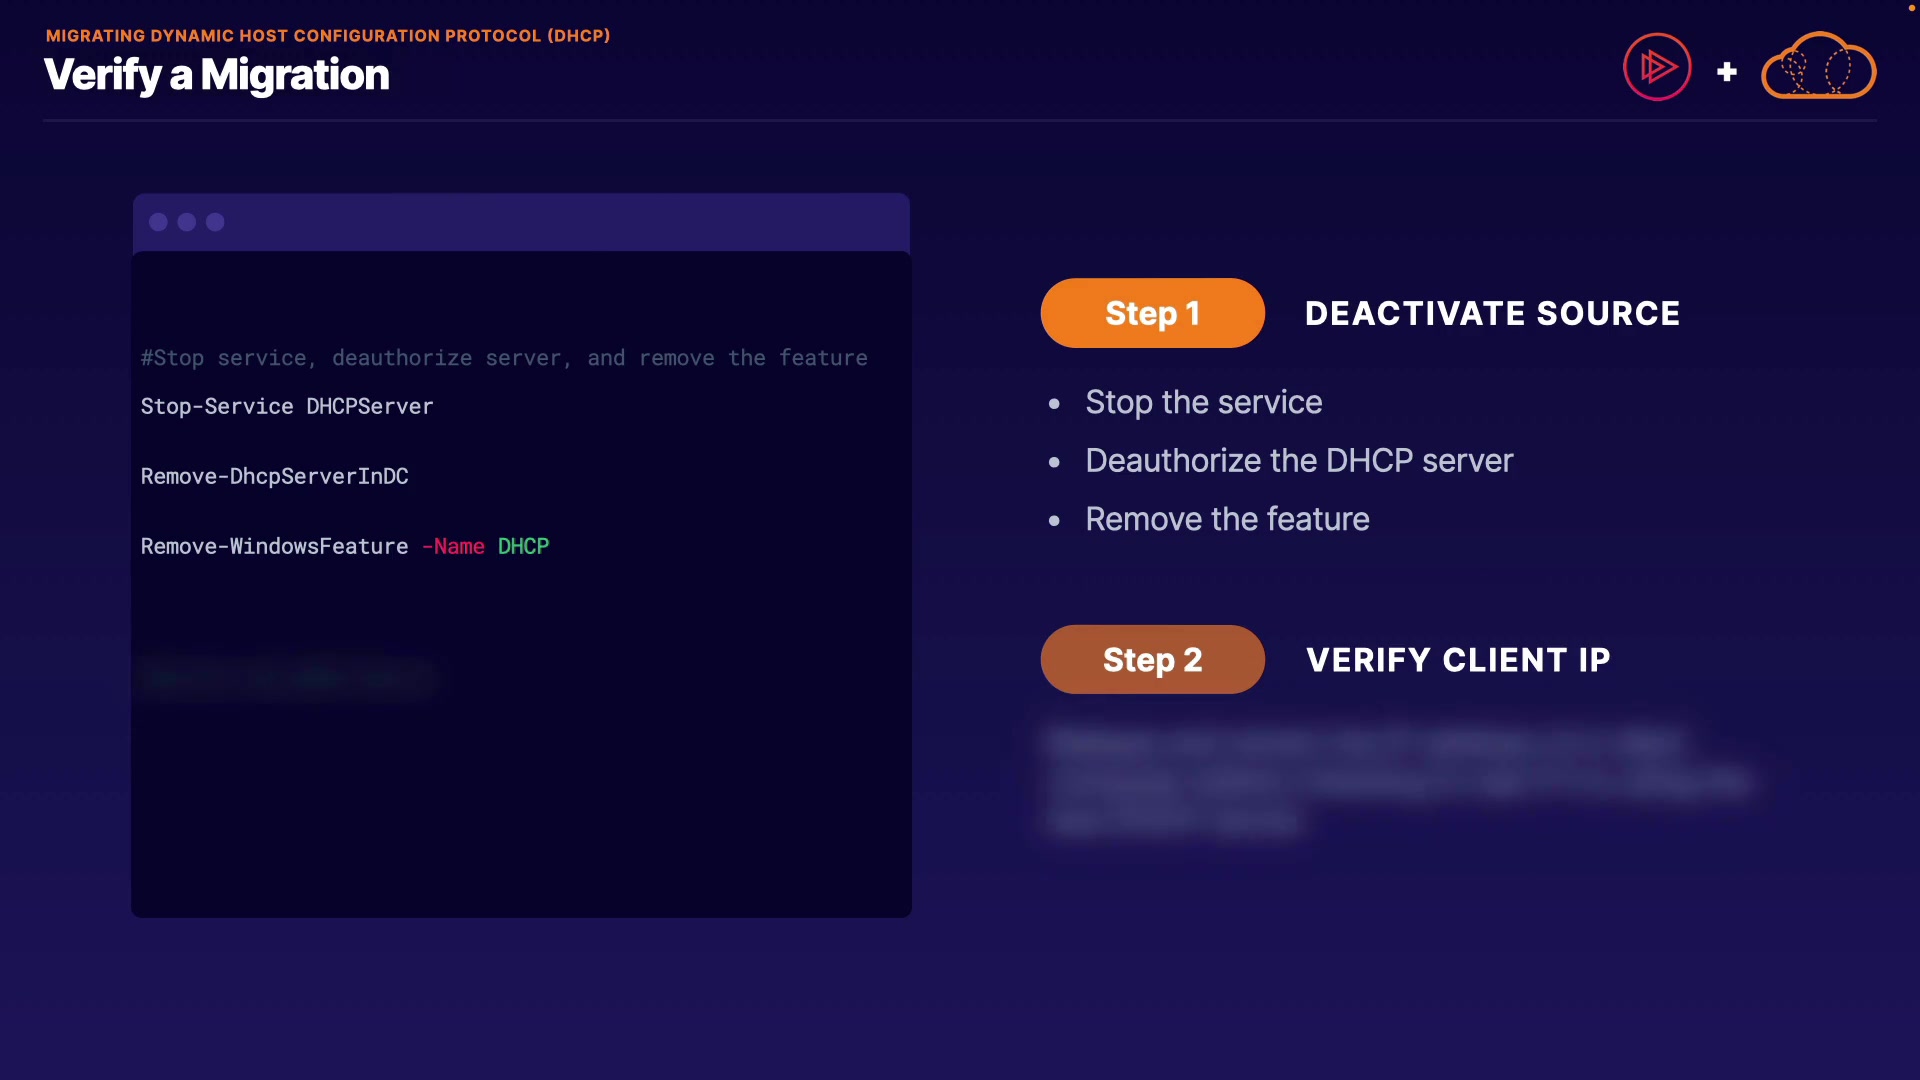 MIGRATING DYNAMIC HOST CONFIGURATION PROTOCOL (DHCP)
Verify a Migration
#Stop service, deauthorize server, and remove the feature
Stop-Service DHCPServer
Remove-DhcpServerInDC
Remove-WindowsFeature -Name DHCP
Step 1
DEACTIVATE SOURCE
• Stop the service
• Deauthorize the DHCP server
• Remove the feature
Step 2
VERIFY CLIENT IP